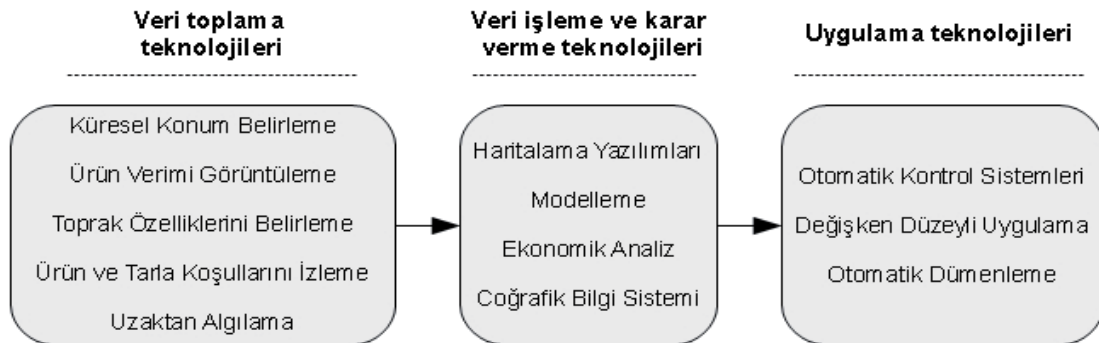 Veri toplama
teknolojileri
Küresel Konum Belirleme
Ürün Verimi Görüntüleme
Toprak Özelliklerini Belirleme
Ürün ve Tarla Koşullarını İzleme
Uzaktan Algılama
Veri işleme ve karar
verme teknolojileri
Haritalama Yazılımları
Modelleme
Ekonomik Analiz
Coğrafik Bilgi Sistemi
Uygulama teknolojileri
Otomatik Kontrol Sistemleri
Değişken Düzeyli Uygulama
Otomatik Dümenleme